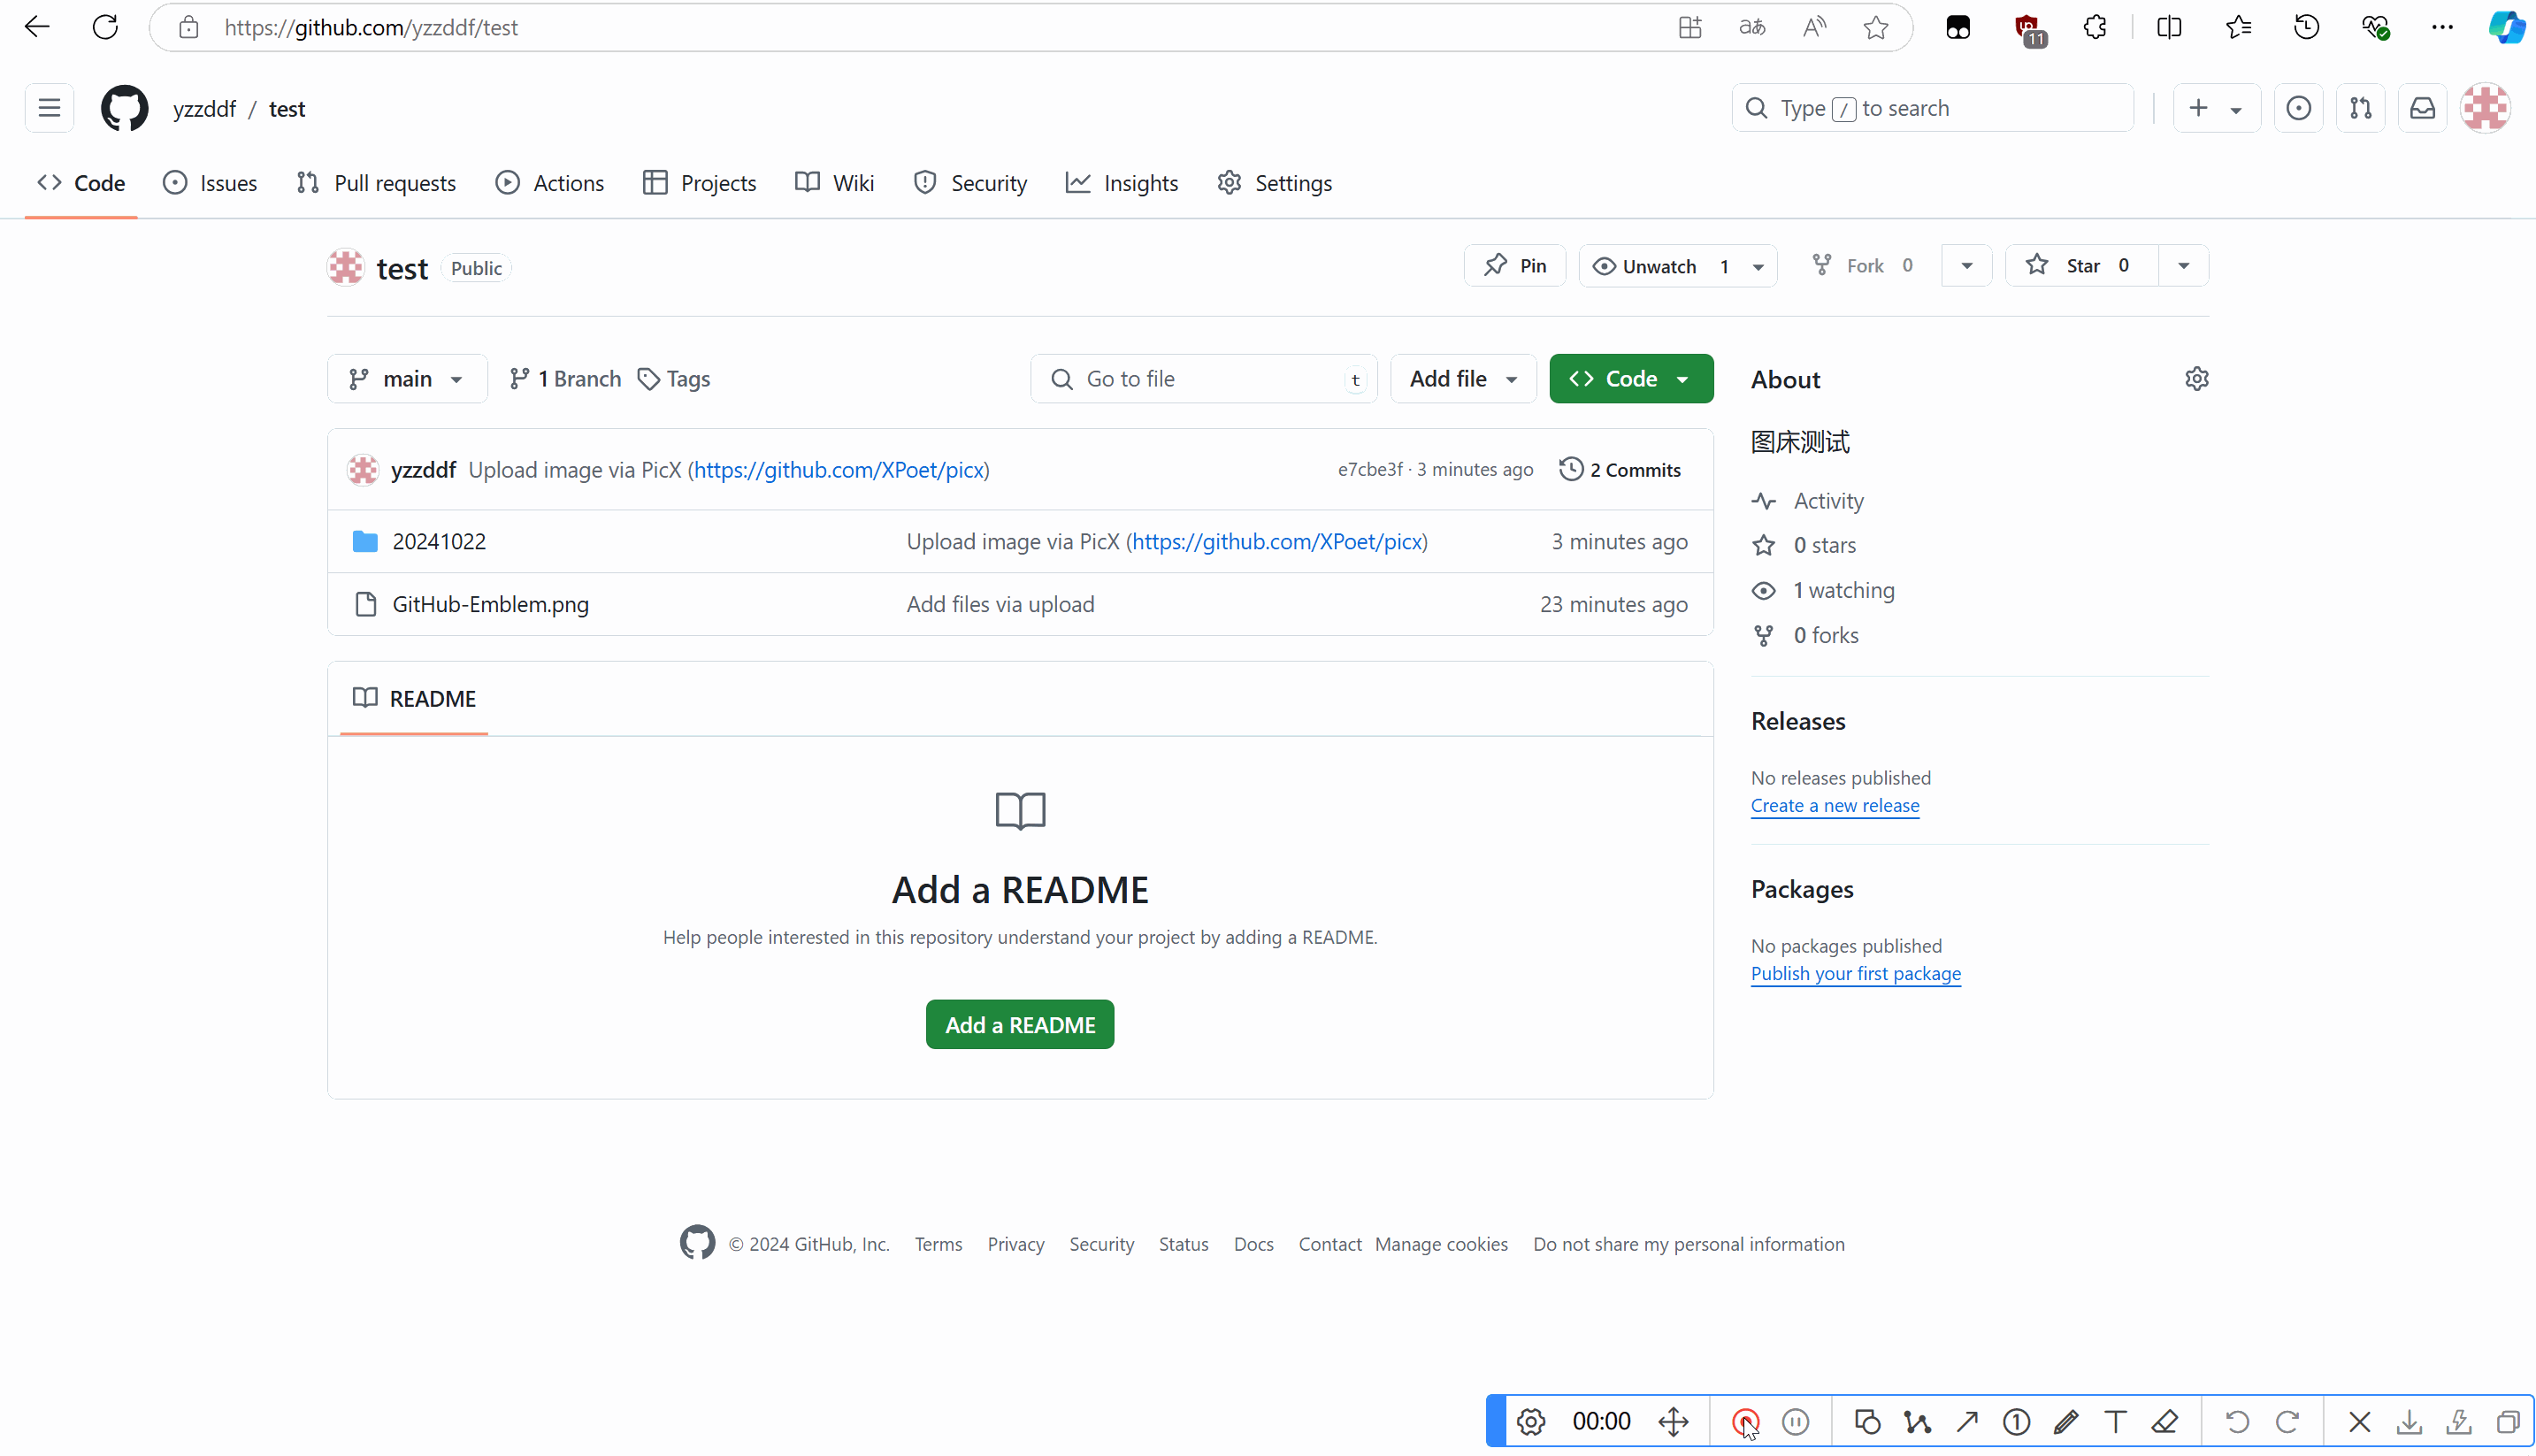 https://github.com/yzzddf/test
11
yzzddf / test
Type / to search
Code Issues Pull requests Actions Projects Wiki Security Insights Settings
test Public
Pin Unwatch 1 Fork 0 Star 0
main 1 Branch Tags Go to file t Add file Code
yzzddf Upload image via PicX (https://github.com/XPoet/picx) e7cbe3f · 3 minutes ago 2 Commits
20241022 Upload image via PicX (https://github.com/XPoet/picx) 3 minutes ago
GitHub-Emblem.png Add files via upload 23 minutes ago
README
Add a README
Help people interested in this repository understand your project by adding a README.
Add a README
About
图床测试
Activity
0 stars
1 watching
0 forks
Releases
No releases published
Create a new release
Packages
No packages published
Publish your first package
© 2024 GitHub, Inc. Terms Privacy Security Status Docs Contact Manage cookies Do not share my personal information
00:00